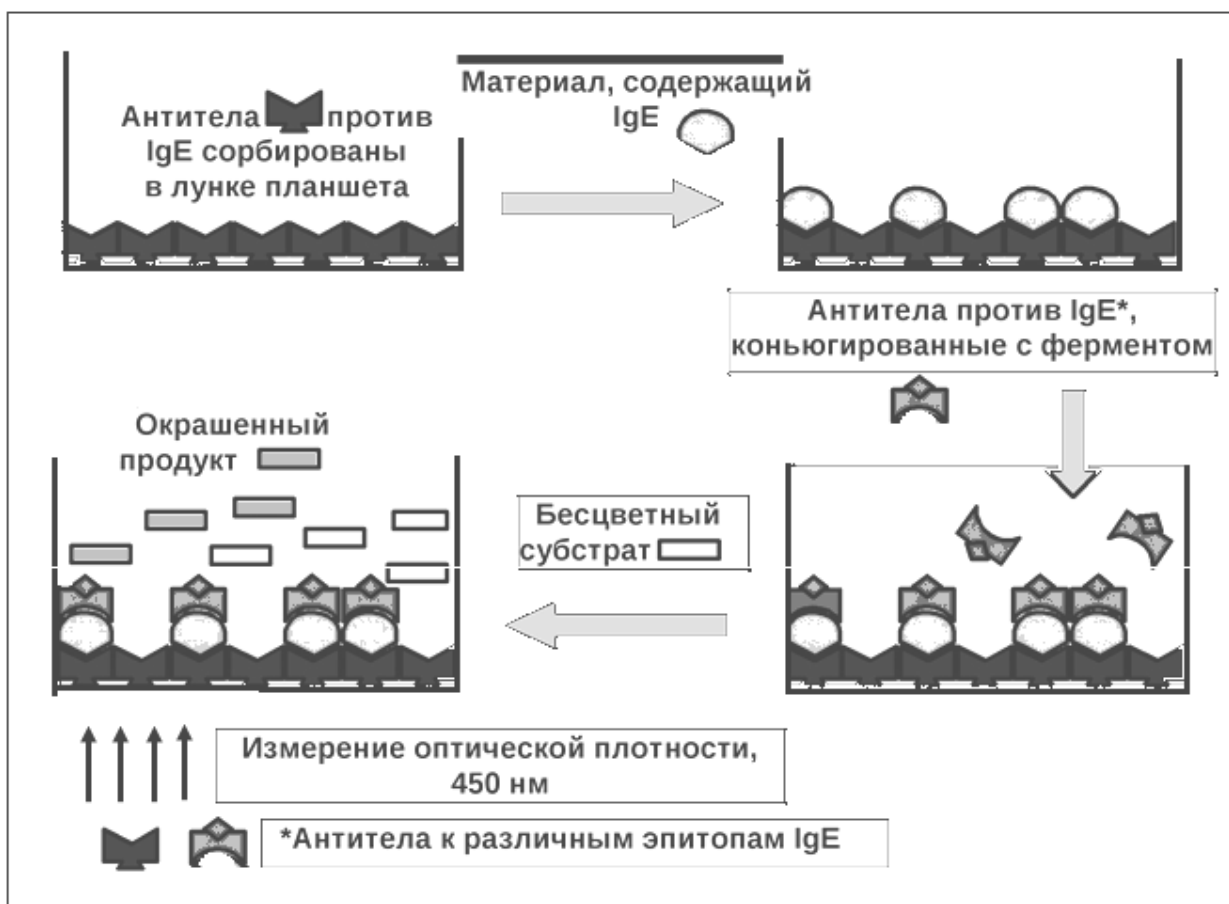 Антитела против
IgE сорбированы
в лунке планшета
Материал, содержащий
IgE
Антитела против IgE*,
коньюгированные с ферментом
Бесцветный
субстрат
Окрашенный
продукт
Измерение оптической плотности,
450 нм
*Антитела к различным эпитопам IgE